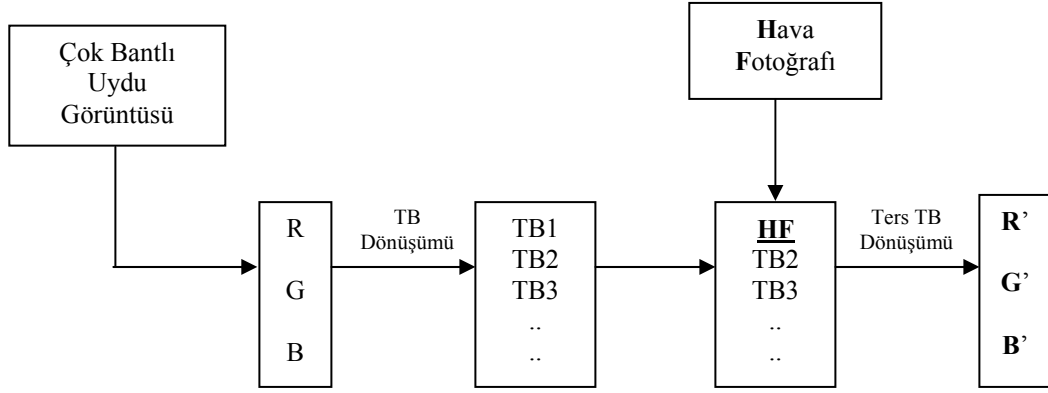 Çok Bantlı
Uydu
Görüntüsü
Hava
Fotoğrafı
R
G
B
TB
Dönüşümü
TB1
TB2
TB3
..
..
HF
TB2
TB3
..
..
Ters TB
Dönüşümü
R’
G’
B’